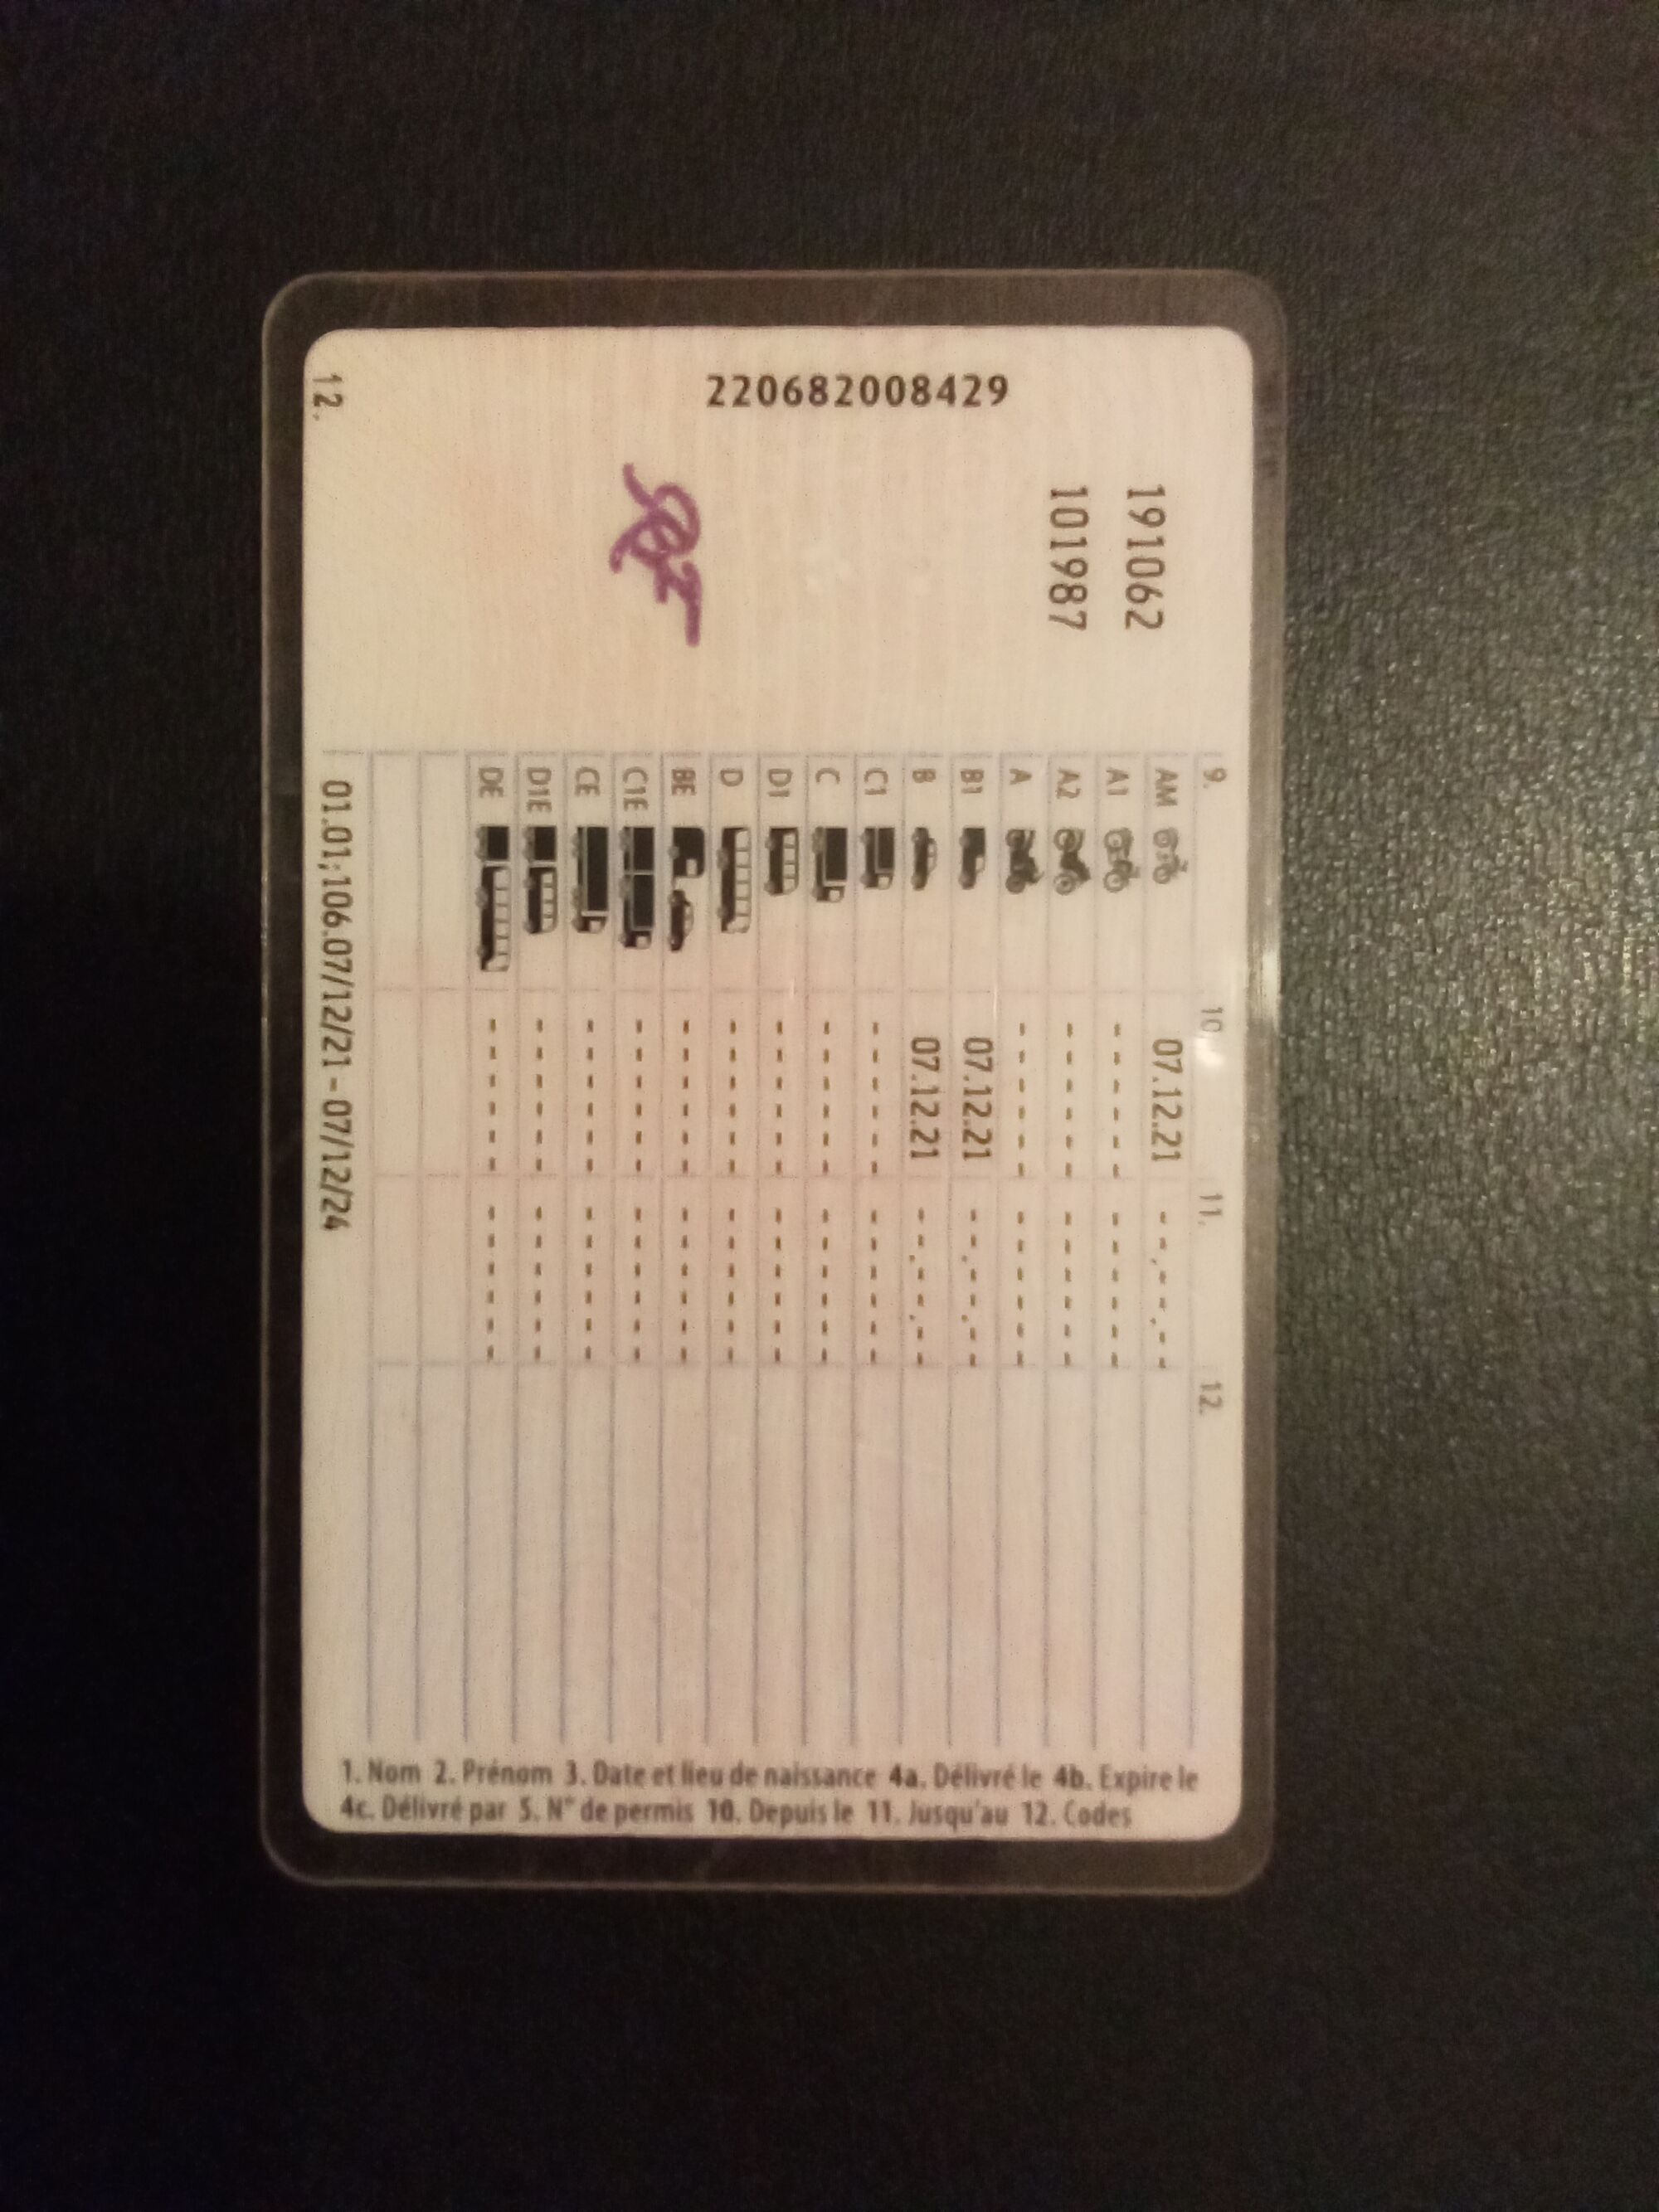 220682008429
191062
101987
9. 10. 11. 12.
AM 07.12.21 --.--.--
A1 ------ ------
A2 ------ ------
A ------ ------
B1 07.12.21 --.--.--
B 07.12.21 --.--.--
C1 ------ ------
C ------ ------
D1 ------ ------
D ------ ------
BE ------ ------
C1E ------ ------
CE ------ ------
D1E ------ ------
DE ------ ------
12. 01.01;106.07/12/21-07/12/24
1. Nom 2. Prénom 3. Date et lieu de naissance 4a. Délivré le 4b. Expire le
4c. Délivré par 5. N° de permis 10. Depuis le 11. Jusqu'au 12. Codes